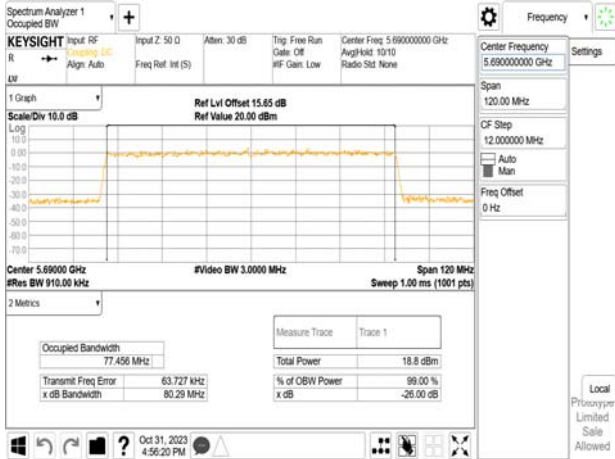 Spectrum Analyzer 1
Occupied BW
KEYSIGHT
R
Input: RF
Coupling: DC
Align: Auto
Input Z: 50 Ω
Freq Ref: Int (S)
Atten: 30 dB
Trig: Free Run
Gate: Off
#IF Gain: Low
Center Freq: 5.690000000 GHz
Avg|Hold: 10/10
Radio Std: None
1 Graph
Scale/Div 10.0 dB
Ref Lvl Offset 15.65 dB
Ref Value 20.00 dBm
Log
10.0
0.00
-10.0
-20.0
-30.0
-40.0
-50.0
-60.0
-70.0
Center 5.69000 GHz
#Res BW 910.00 kHz
#Video BW 3.0000 MHz
Span 120 MHz
Sweep 1.00 ms (1001 pts)
2 Metrics
Occupied Bandwidth
77.456 MHz
Transmit Freq Error 63.727 kHz
x dB Bandwidth 80.29 MHz
Measure Trace Trace 1
Total Power 18.8 dBm
% of OBW Power 99.00 %
x dB -26.00 dB
Oct 31, 2023
4:56:20 PM
Frequency
Center Frequency
5.690000000 GHz
Span
120.00 MHz
CF Step
12.000000 MHz
Auto
Man
Freq Offset
0 Hz
Settings
Local
Prototype
Limited
Sale
Allowed